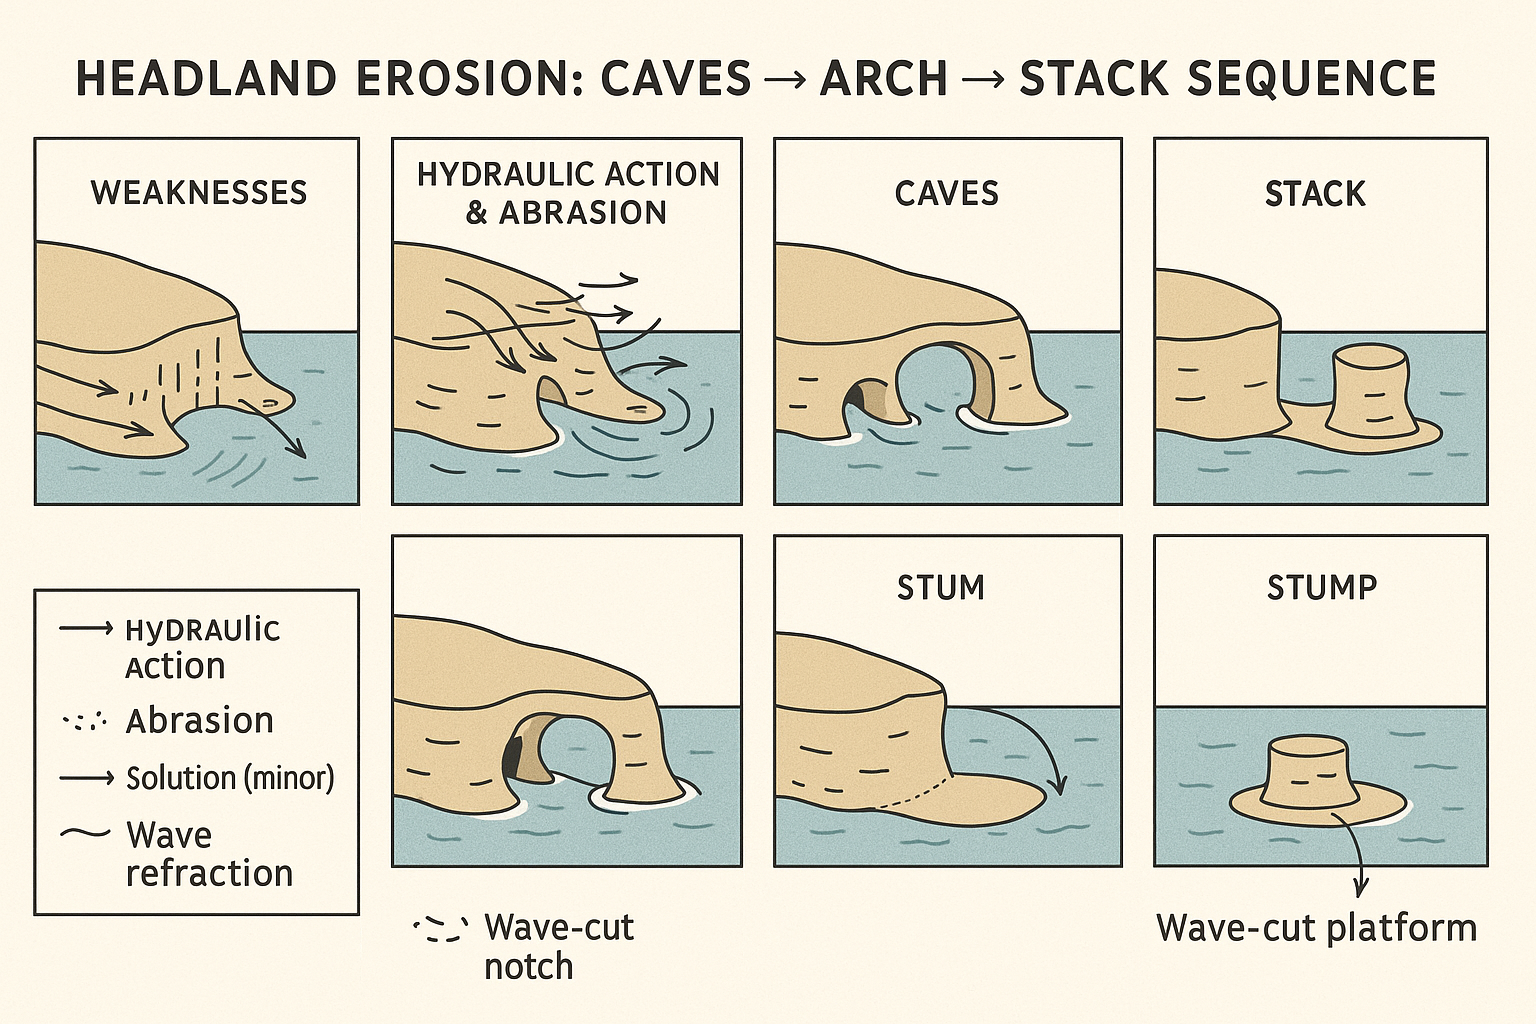 HEADLAND EROSION: CAVES → ARCH → STACK SEQUENCE
WEAKNESSES
HYDRAULIC ACTION
& ABRASION
CAVES
STACK
HyDRAUlic
Action
Abrasion
Solution (minor)
Wave
refraction
STUM
STUMP
Wave-cut
notch
Wave-cut platform